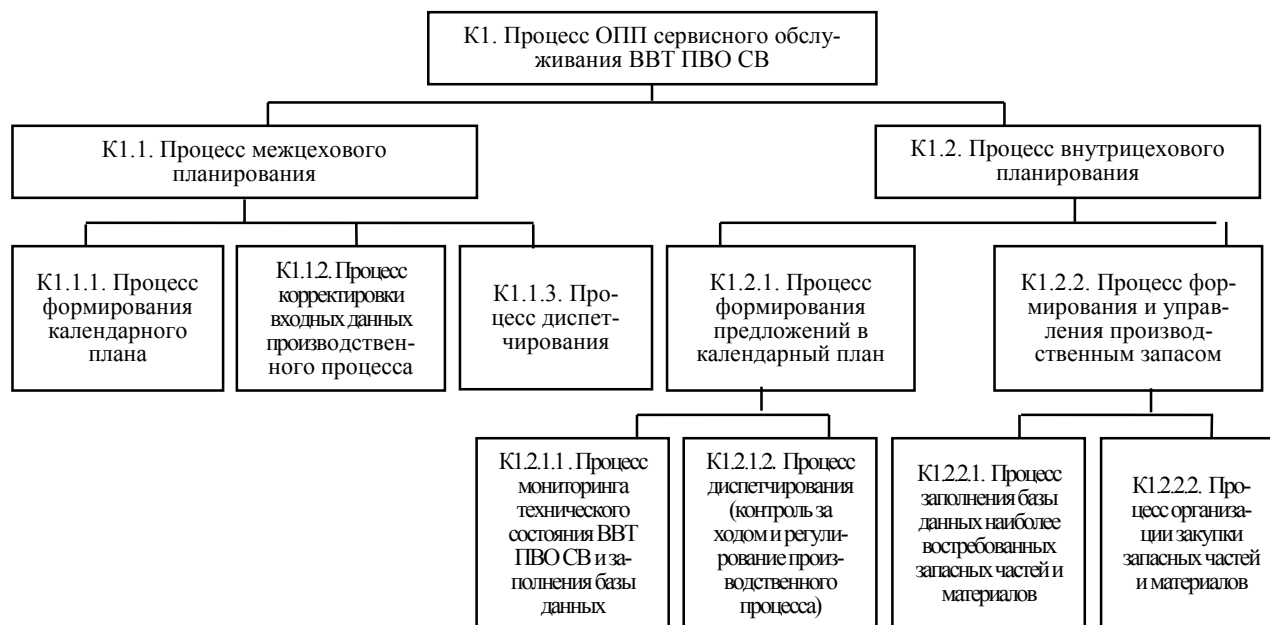 К1. Процесс ОПП сервисного обслу-
живания ВВТ ПВО СВ
К1.1. Процесс межцехового
планирования
К1.2. Процесс внутрицехового
планирования
К1.1.1. Процесс
формирования
календарного
плана
К1.1.2. Процесс
корректировки
входных данных
производствен-
ного процесса
К1.1.3. Про-
цесс диспет-
чирования
К1.2.1. Процесс
формирования
предложений в
календарный план
К1.2.2. Процесс фор-
мирования и управ-
ления производ-
ственным запасом
К1.2.1.1 . Процесс
мониторинга
технического
состояния ВВТ
ПВО СВ и за-
полнения базы
данных
К1.2.1.2. Процесс
диспетчирования
(контроль за
ходом и регули-
рование произ-
водственного
процесса)
К1.2.2.1. Процесс
заполнения базы
данных наиболее
востребованных
запасных частей и
материалов
К1.2.2.2. Про-
цесс организа-
ции закупки
запасных частей
и материалов